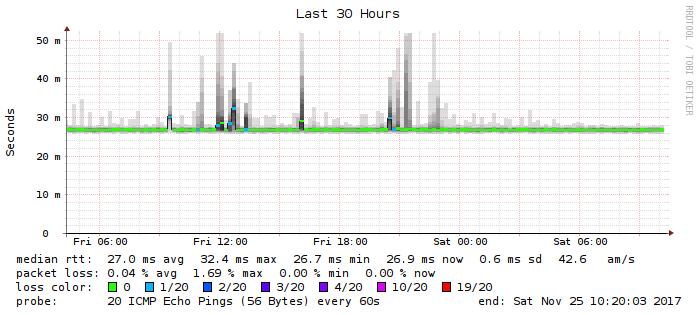 Last 30 Hours
RRDTOOL / TOBI OETIKER
Seconds
50 m
40 m
30 m
20 m
10 m
0
Fri 06:00 Fri 12:00 Fri 18:00 Sat 00:00 Sat 06:00
median rtt: 27.0 ms avg 32.4 ms max 26.7 ms min 26.9 ms now 0.6 ms sd 42.6 am/s
packet loss: 0.04 % avg 1.69 % max 0.00 % min 0.00 % now
loss color: 0 1/20 2/20 3/20 4/20 10/20 19/20
probe: 20 ICMP Echo Pings (56 Bytes) every 60s end: Sat Nov 25 10:20:03 2017